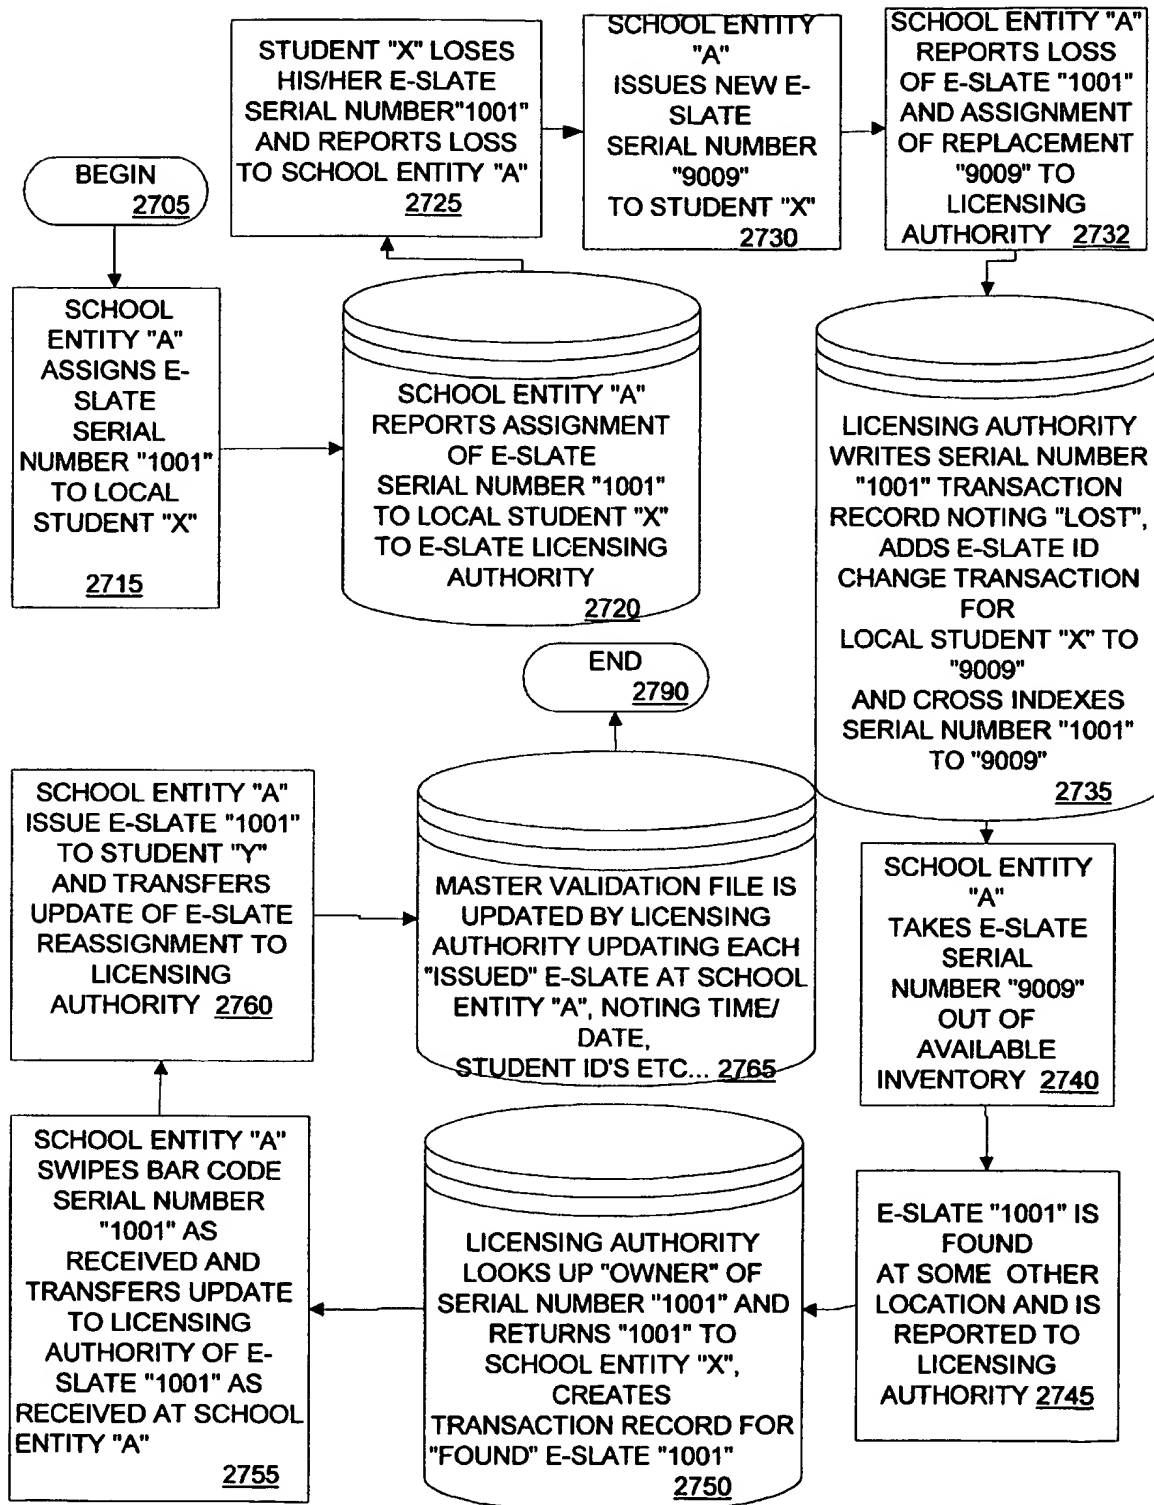 BEGIN
2705
SCHOOL
ENTITY "A"
ASSIGNS E-
SLATE
SERIAL
NUMBER "1001"
TO LOCAL
STUDENT "X"
2715
SCHOOL ENTITY "A"
REPORTS ASSIGNMENT
OF E-SLATE
SERIAL NUMBER "1001"
TO LOCAL STUDENT "X"
TO E-SLATE LICENSING
AUTHORITY
2720
STUDENT "X" LOSES
HIS/HER E-SLATE
SERIAL NUMBER"1001"
AND REPORTS LOSS
TO SCHOOL ENTITY "A"
2725
SCHOOL ENTITY
"A"
ISSUES NEW E-
SLATE
SERIAL NUMBER
"9009"
TO STUDENT "X"
2730
SCHOOL ENTITY "A"
REPORTS LOSS
OF E-SLATE "1001"
AND ASSIGNMENT
OF REPLACEMENT
"9009" TO
LICENSING
AUTHORITY 2732
LICENSING AUTHORITY
WRITES SERIAL NUMBER
"1001" TRANSACTION
RECORD NOTING "LOST",
ADDS E-SLATE ID
CHANGE TRANSACTION
FOR
LOCAL STUDENT "X" TO
"9009"
AND CROSS INDEXES
SERIAL NUMBER "1001"
TO "9009"
2735
SCHOOL ENTITY
"A"
TAKES E-SLATE
SERIAL
NUMBER "9009"
OUT OF
AVAILABLE
INVENTORY 2740
E-SLATE "1001" IS
FOUND
AT SOME OTHER
LOCATION AND IS
REPORTED TO
LICENSING
AUTHORITY 2745
LICENSING AUTHORITY
LOOKS UP "OWNER" OF
SERIAL NUMBER "1001" AND
RETURNS "1001" TO
SCHOOL ENTITY "X",
CREATES
TRANSACTION RECORD FOR
"FOUND" E-SLATE "1001"
2750
SCHOOL ENTITY "A"
SWIPES BAR CODE
SERIAL NUMBER
"1001" AS
RECEIVED AND
TRANSFERS UPDATE
TO LICENSING
AUTHORITY OF E-
SLATE "1001" AS
RECEIVED AT SCHOOL
ENTITY "A"
2755
SCHOOL ENTITY "A"
ISSUE E-SLATE "1001"
TO STUDENT "Y"
AND TRANSFERS
UPDATE OF E-SLATE
REASSIGNMENT TO
LICENSING
AUTHORITY 2760
MASTER VALIDATION FILE IS
UPDATED BY LICENSING
AUTHORITY UPDATING EACH
"ISSUED" E-SLATE AT SCHOOL
ENTITY "A", NOTING TIME/
DATE,
STUDENT ID'S ETC... 2765
END
2790